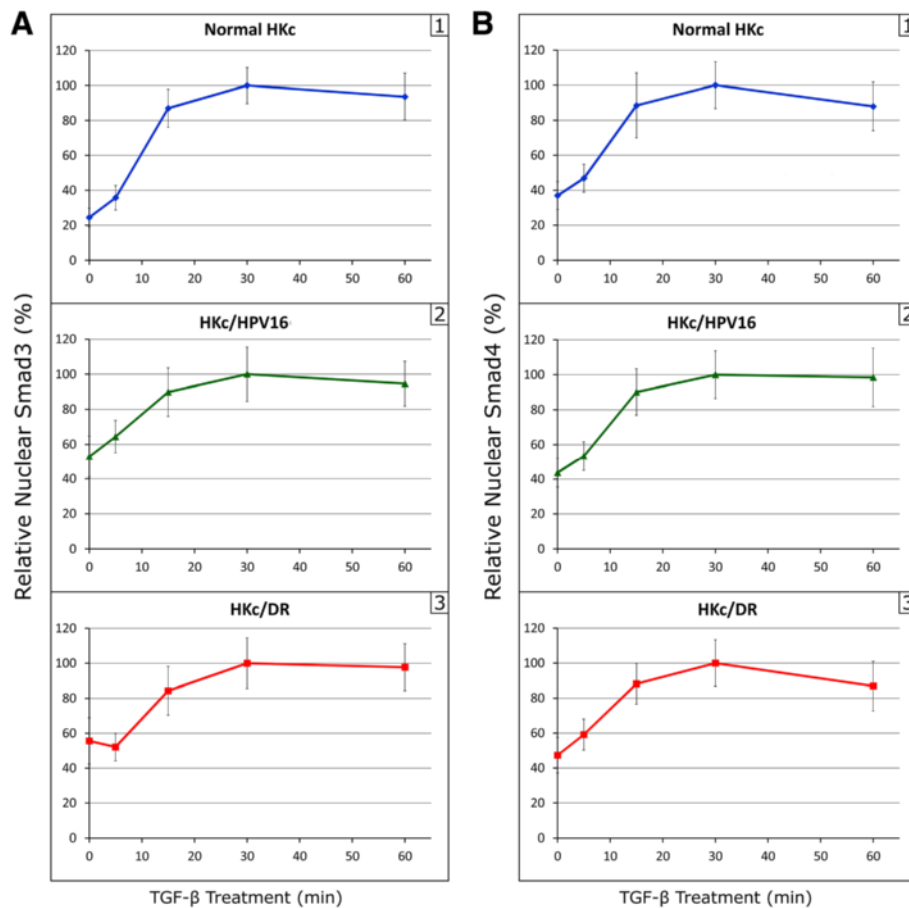 A
Normal HKc
1
120
100
80
60
40
20
0
0 10 20 30 40 50 60
HKc/HPV16
2
120
100
80
60
40
20
0
0 10 20 30 40 50 60
HKc/DR
3
120
100
80
60
40
20
0
0 10 20 30 40 50 60
Relative Nuclear Smad3 (%)
TGF-β Treatment (min)
B
Normal HKc
1
120
100
80
60
40
20
0
0 10 20 30 40 50 60
HKc/HPV16
2
120
100
80
60
40
20
0
0 10 20 30 40 50 60
HKc/DR
3
120
100
80
60
40
20
0
0 10 20 30 40 50 60
Relative Nuclear Smad4 (%)
TGF-β Treatment (min)